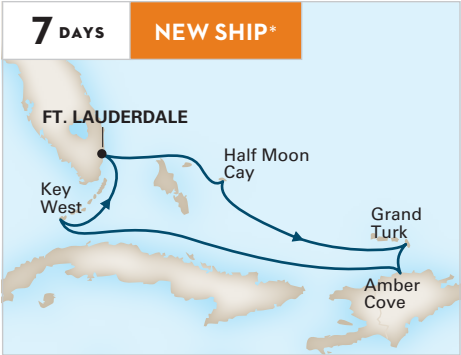 7 DAYS
NEW SHIP*
FT. LAUDERDALE
Half Moon
Cay
Key
West
Grand
Turk
Amber
Cove